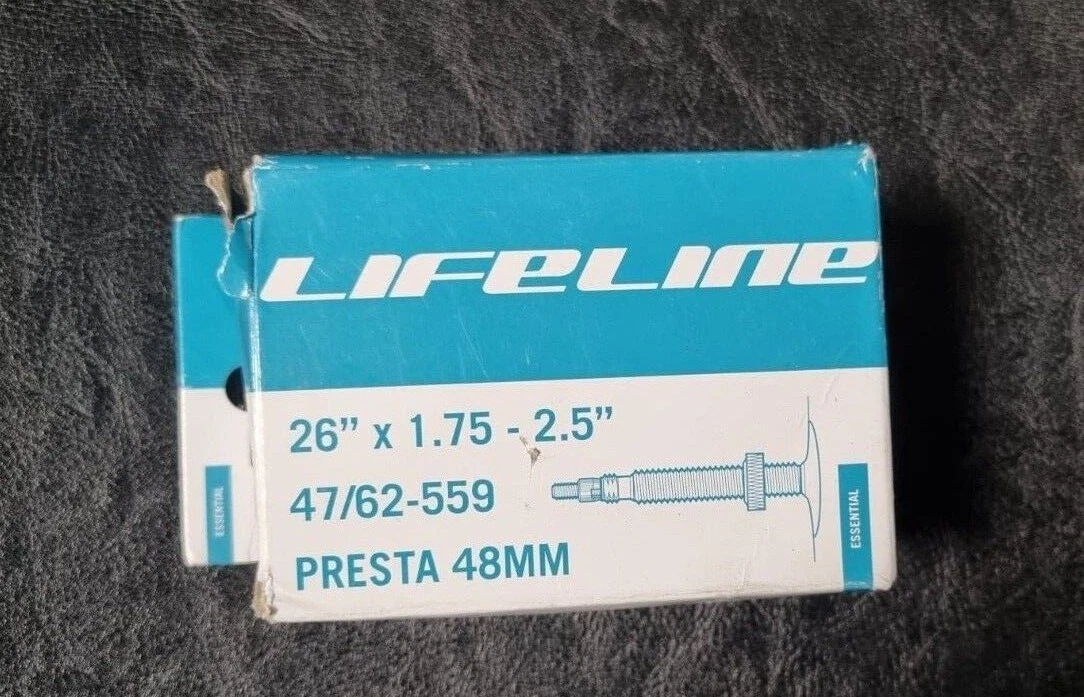 LIFELINE
26” x 1.75 - 2.5”
47/62-559
PRESTA 48MM
ESSENTIAL
ESSENTIAL